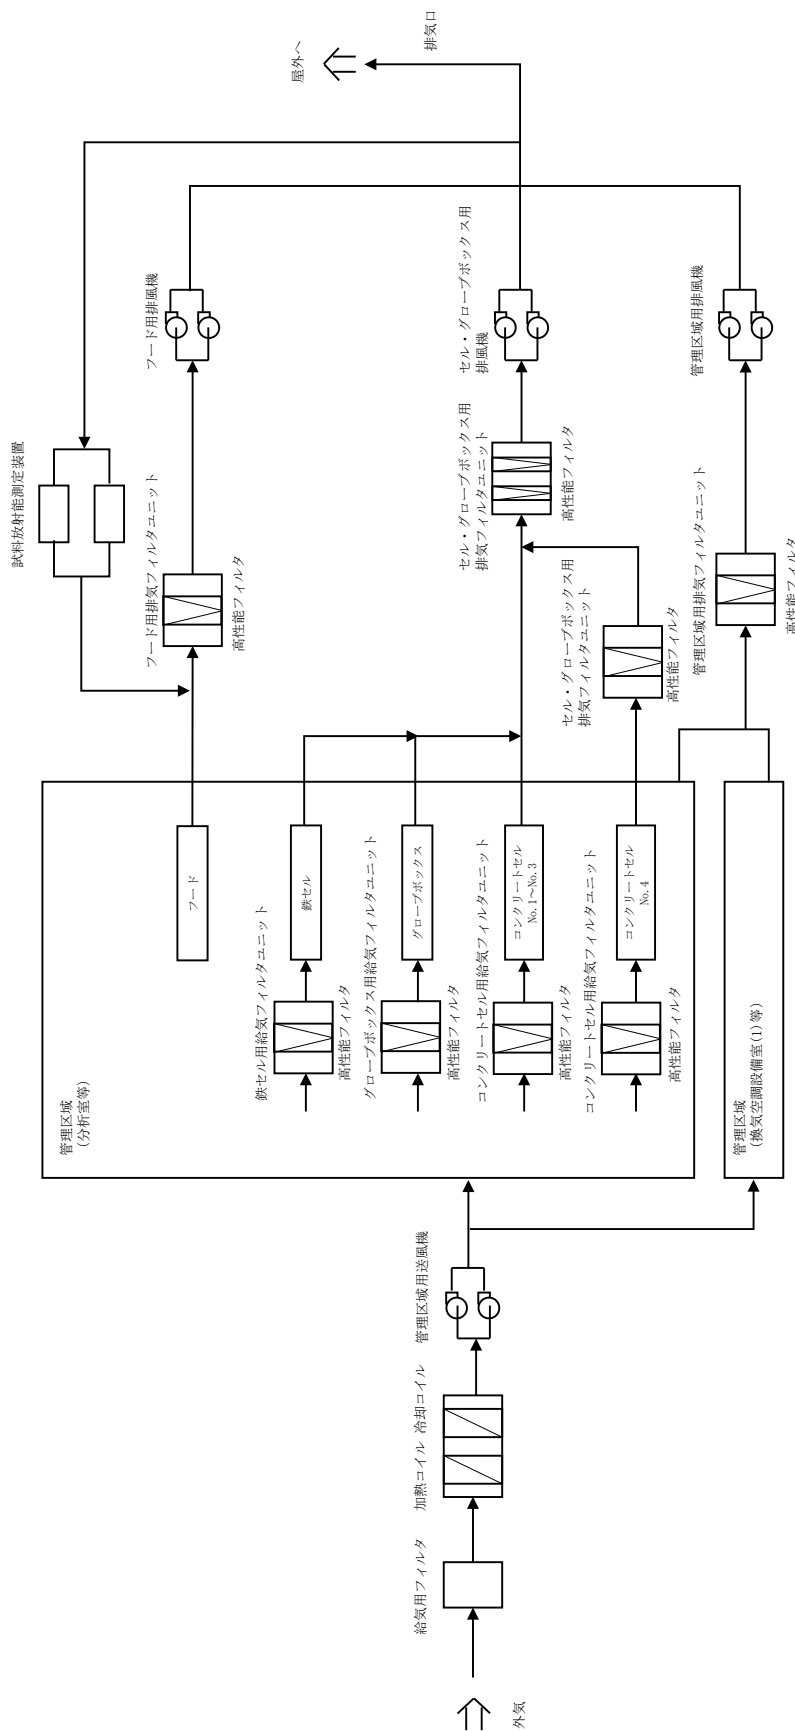 外気
給気用フィルタ
加熱コイル 冷却コイル
管理区域用送風機
管理区域
(分析室等)
管理区域
(換気空調設備室(1)等)
鉄セル用給気フィルタユニット
高性能フィルタ
グローブボックス用給気フィルタユニット
高性能フィルタ
コンクリートセル用給気フィルタユニット
高性能フィルタ
コンクリートセル用給気フィルタユニット
高性能フィルタ
フード
鉄セル
グローブボックス
コンクリートセル
No.1～No.3
コンクリートセル
No.4
試料放射能測定装置
フード用排気フィルタユニット
高性能フィルタ
セル・グローブボックス用
排気フィルタユニット
高性能フィルタ
セル・グローブボックス用
排気フィルタユニット
高性能フィルタ
管理区域用排気フィルタユニット
高性能フィルタ
フード用排風機
セル・グローブボックス用
排風機
管理区域用排風機
屋外へ
排気口